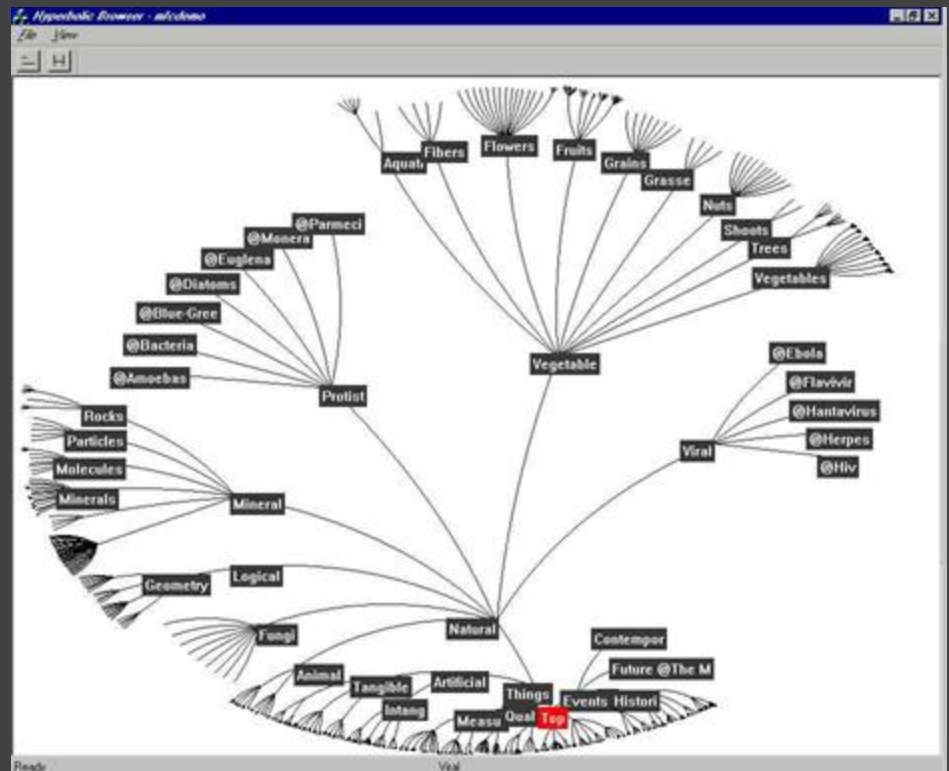 Hyperbolic Browser - mfcdemo
File View
Aquati
Fibers
Flowers
Fruits
Grains
Grasse
Nuts
Shoots
Trees
Vegetables
@Parmeci
@Monera
@Euglena
@Diatoms
@Blue-Gree
@Bacteria
@Amoebas
Protist
Vegetable
@Ebola
@Flavivir
@Hantavirus
@Herpes
@Hiv
Viral
Rocks
Particles
Molecules
Minerals
Mineral
Geometry
Logical
Fungi
Natural
Animal
Tangible
Artificial
Intang
Things
Measu
Qual
Top
Contempor
Future @The M
Events Histori
Ready
Viral